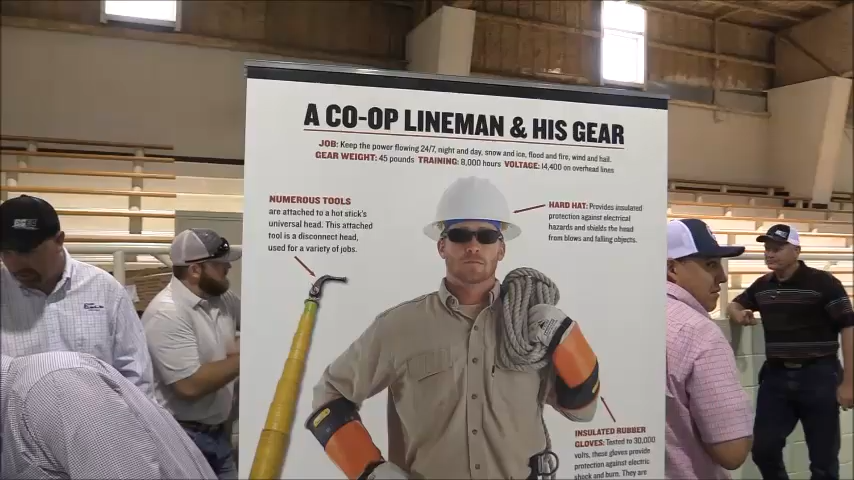 A CO-OP LINEMAN & HIS GEAR
JOB: Keep the power flowing 24/7, night and day, snow and ice, flood and fire, wind and hail.
GEAR WEIGHT: 45 pounds TRAINING: 8,000 hours VOLTAGE: 14,400 on overhead lines
NUMEROUS TOOLS
are attached to a hot stick's
universal head. This attached
tool is a disconnect head,
used for a variety of jobs.
HARD HAT: Provides insulated
protection against electrical
hazards and shields the head
from blows and falling objects.
INSULATED RUBBER
GLOVES: Tested to 30,000
volts, these gloves provide
protection against electrical
shock and burn. They are